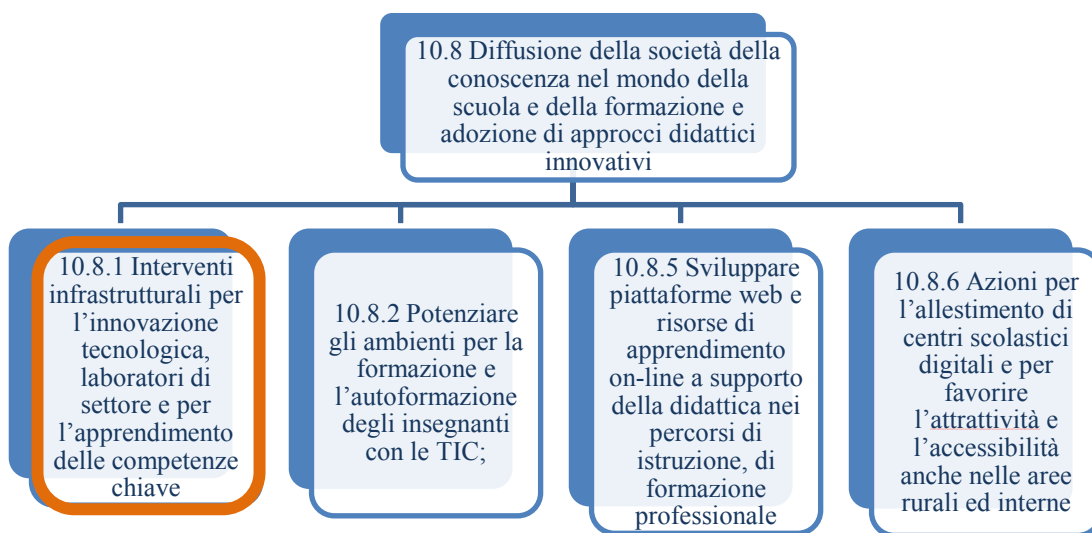 10.8 Diffusione della società della
conoscenza nel mondo della
scuola e della formazione e
adozione di approcci didattici
innovativi
10.8.1 Interventi
infrastrutturali per
l’innovazione
tecnologica,
laboratori di
settore e per
l’apprendimento
delle competenze
chiave
10.8.2 Potenziare
gli ambienti per la
formazione e
l’autoformazione
degli insegnanti
con le TIC;
10.8.5 Sviluppare
piattaforme web e
risorse di
apprendimento
on-line a supporto
della didattica nei
percorsi di
istruzione, di
formazione
professionale
10.8.6 Azioni per
l’allestimento di
centri scolastici
digitali e per
favorire
l’attrattività e
l’accessibilità
anche nelle aree
rurali ed interne